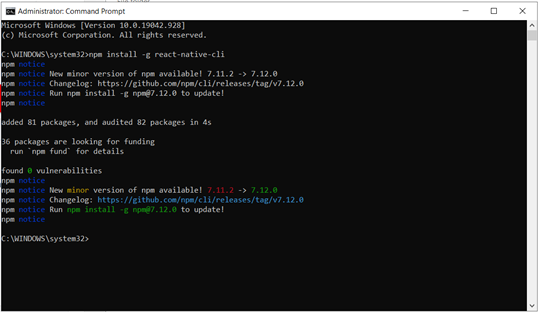 Administrator: Command Prompt
Microsoft Windows [Version 10.0.19042.928]
(c) Microsoft Corporation. All rights reserved.
C:\WINDOWS\system32>npm install -g react-native-cli
npm notice
npm notice New minor version of npm available! 7.11.2 -> 7.12.0
npm notice Changelog: https://github.com/npm/cli/releases/tag/v7.12.0
npm notice Run npm install -g npm@7.12.0 to update!
npm notice
added 81 packages, and audited 82 packages in 4s
36 packages are looking for funding
run `npm fund` for details
found 0 vulnerabilities
npm notice
npm notice New minor version of npm available! 7.11.2 -> 7.12.0
npm notice Changelog: https://github.com/npm/cli/releases/tag/v7.12.0
npm notice Run npm install -g npm@7.12.0 to update!
npm notice
C:\WINDOWS\system32>